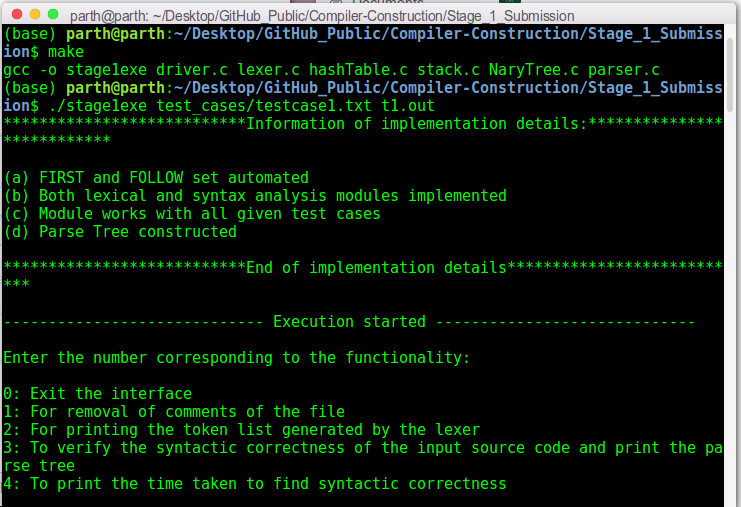 parth@parth: ~/Desktop/GitHub_Public/Compiler-Construction/Stage_1_Submission
(base) parth@parth:~/Desktop/GitHub_Public/Compiler-Construction/Stage_1_Submiss
ion$ make
gcc -o stage1exe driver.c lexer.c hashTable.c stack.c NaryTree.c parser.c
(base) parth@parth:~/Desktop/GitHub_Public/Compiler-Construction/Stage_1_Submiss
ion$ ./stage1exe test_cases/testcase1.txt t1.out
***************************Information of implementation details:***************
************

(a) FIRST and FOLLOW set automated
(b) Both lexical and syntax analysis modules implemented
(c) Module works with all given test cases
(d) Parse Tree constructed

***************************End of implementation details************************
***

----------------------------- Execution started -----------------------------

Enter the number corresponding to the functionality:

0: Exit the interface
1: For removal of comments of the file
2: For printing the token list generated by the lexer
3: To verify the syntactic correctness of the input source code and print the pa
rse tree
4: To print the time taken to find syntactic correctness